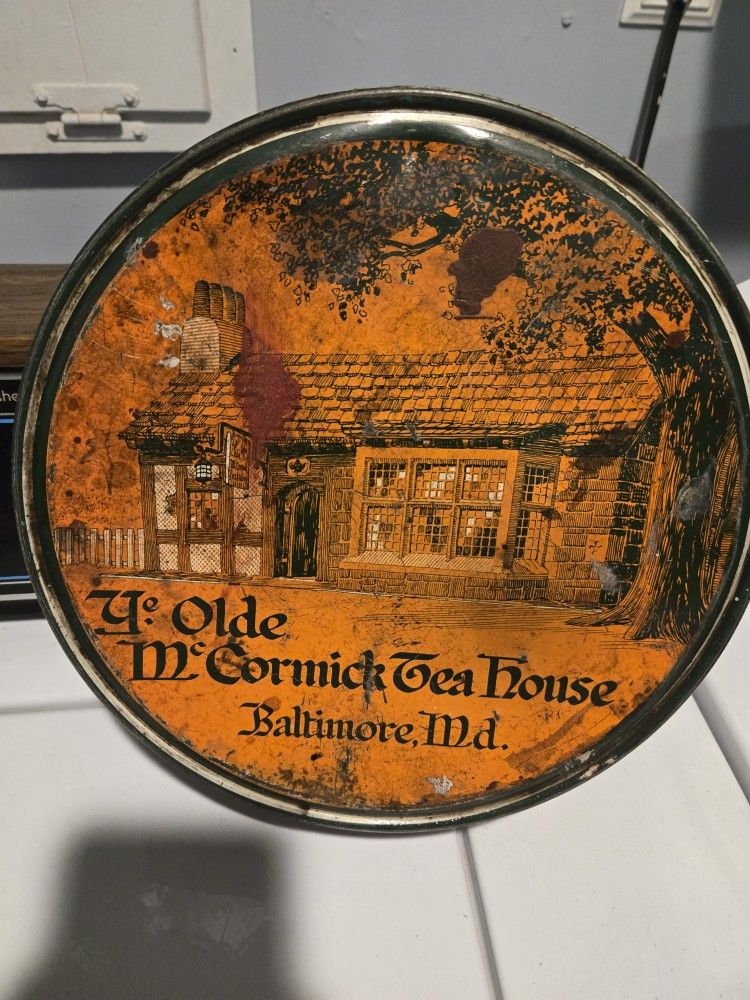 Yᵉ. Olde
MᶜCormick Tea House
Baltimore, Md.